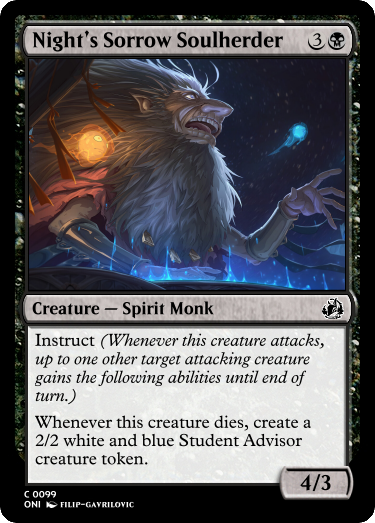 Night's Sorrow Soulherder 3
Creature — Spirit Monk
Instruct (Whenever this creature attacks,
up to one other target attacking creature
gains the following abilities until end of
turn.)
Whenever this creature dies, create a
2/2 white and blue Student Advisor
creature token.
4/3
C 0099
ONI FILIP-GAVRILOVIC